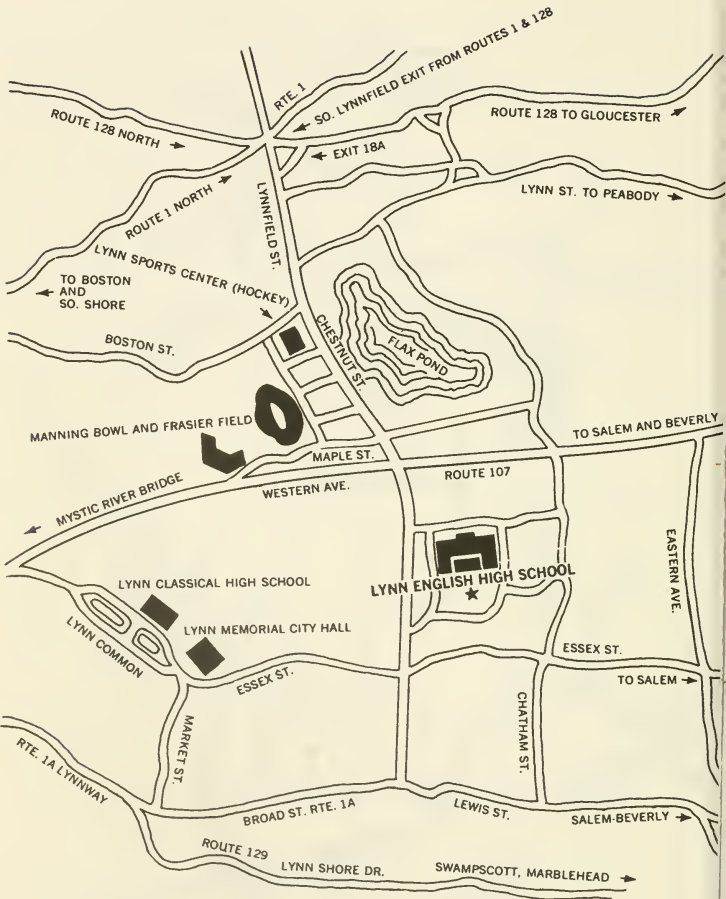 RTE. 1
SO. LYNNFIELD EXIT FROM ROUTES 1 & 128
ROUTE 128 NORTH
EXIT 18A
ROUTE 128 TO GLOUCESTER
LYNN ST. TO PEABODY
ROUTE 1 NORTH
LYNNFIELD ST.
LYNN SPORTS CENTER (HOCKEY)
TO BOSTON
AND
SO. SHORE
BOSTON ST.
CHESTNUT ST.
FLAX POND
MANNING BOWL AND FRASIER FIELD
TO SALEM AND BEVERLY
MAPLE ST.
ROUTE 107
WESTERN AVE.
MYSTIC RIVER BRIDGE
EASTERN AVE.
LYNN ENGLISH HIGH SCHOOL
LYNN CLASSICAL HIGH SCHOOL
LYNN MEMORIAL CITY HALL
LYNN COMMON
ESSEX ST.
ESSEX ST.
TO SALEM
MARKET ST.
CHATHAM ST.
RTE. 1A LYNNWAY
BROAD ST. RTE. 1A
LEWIS ST.
SALEM-BEVERLY
ROUTE 129
LYNN SHORE DR.
SWAMPSCOTT, MARBLEHEAD